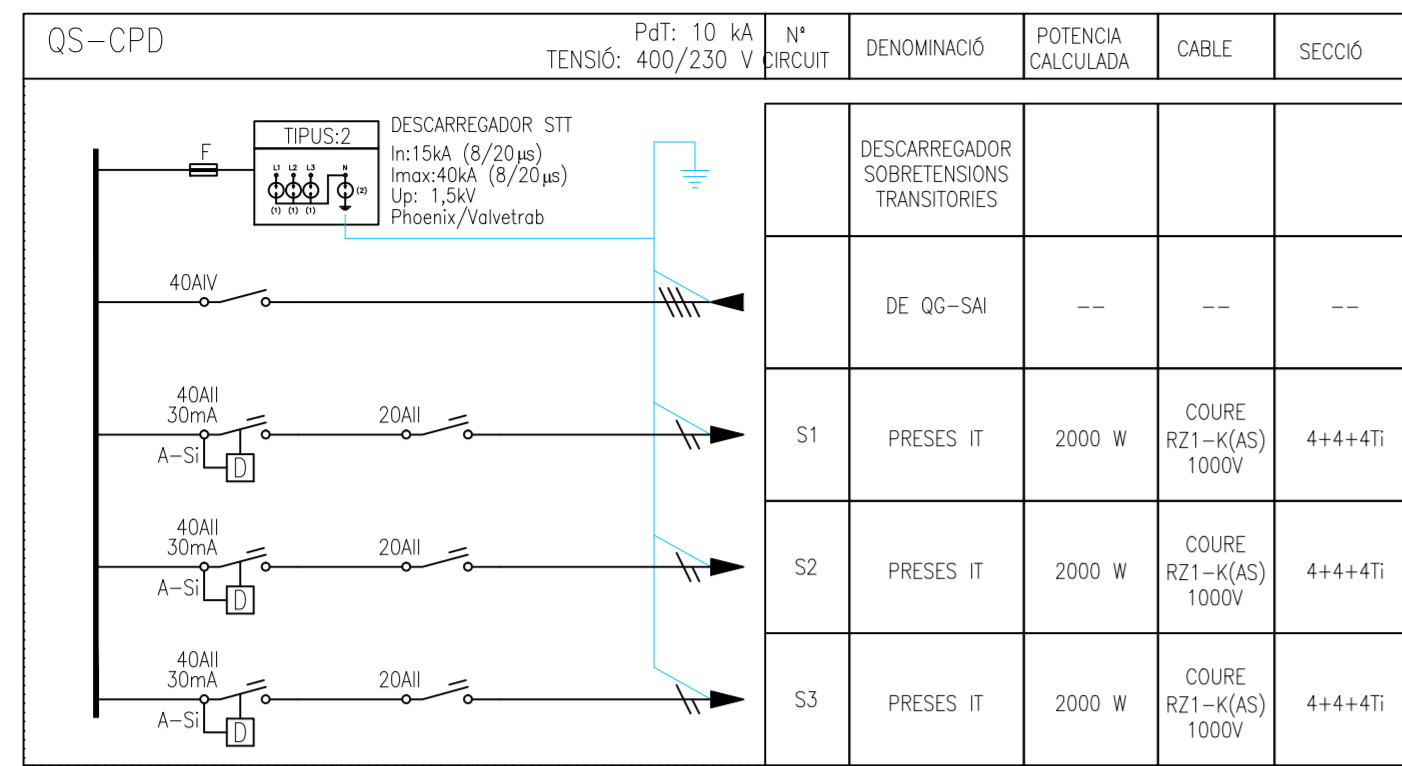 QS-CPD
PdT: 10 kA
TENSIÓ: 400/230 V
Nº
CIRCUIT
DENOMINACIÓ
POTENCIA
CALCULADA
CABLE
SECCIÓ
F
TIPUS:2
L1 L2 L3 N
(2)
(1) (1) (1)
DESCARREGADOR STT
In:15kA (8/20µs)
Imax:40kA (8/20µs)
Up: 1,5kV
Phoenix/Valvetrab
DESCARREGADOR
SOBRETENSIONS
TRANSITORIES
40AIV
DE QG-SAI
--
--
--
40AII
30mA
A-Si
D
20AII
S1
PRESES IT
2000 W
COURE
RZ1-K(AS)
1000V
4+4+4Ti
40AII
30mA
A-Si
D
20AII
S2
PRESES IT
2000 W
COURE
RZ1-K(AS)
1000V
4+4+4Ti
40AII
30mA
A-Si
D
20AII
S3
PRESES IT
2000 W
COURE
RZ1-K(AS)
1000V
4+4+4Ti